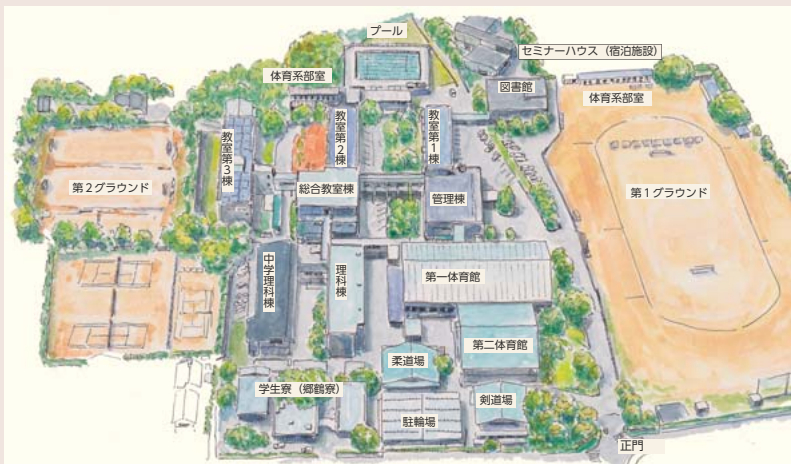 プール
セミナーハウス（宿泊施設）
体育系部室
図書館
体育系部室
教室第3棟
教室第2棟
教室第1棟
第2グラウンド
総合教室棟
管理棟
第1グラウンド
中学理科棟
理科棟
第一体育館
柔道場
第二体育館
学生寮（郷鶴寮）
駐輪場
剣道場
正門